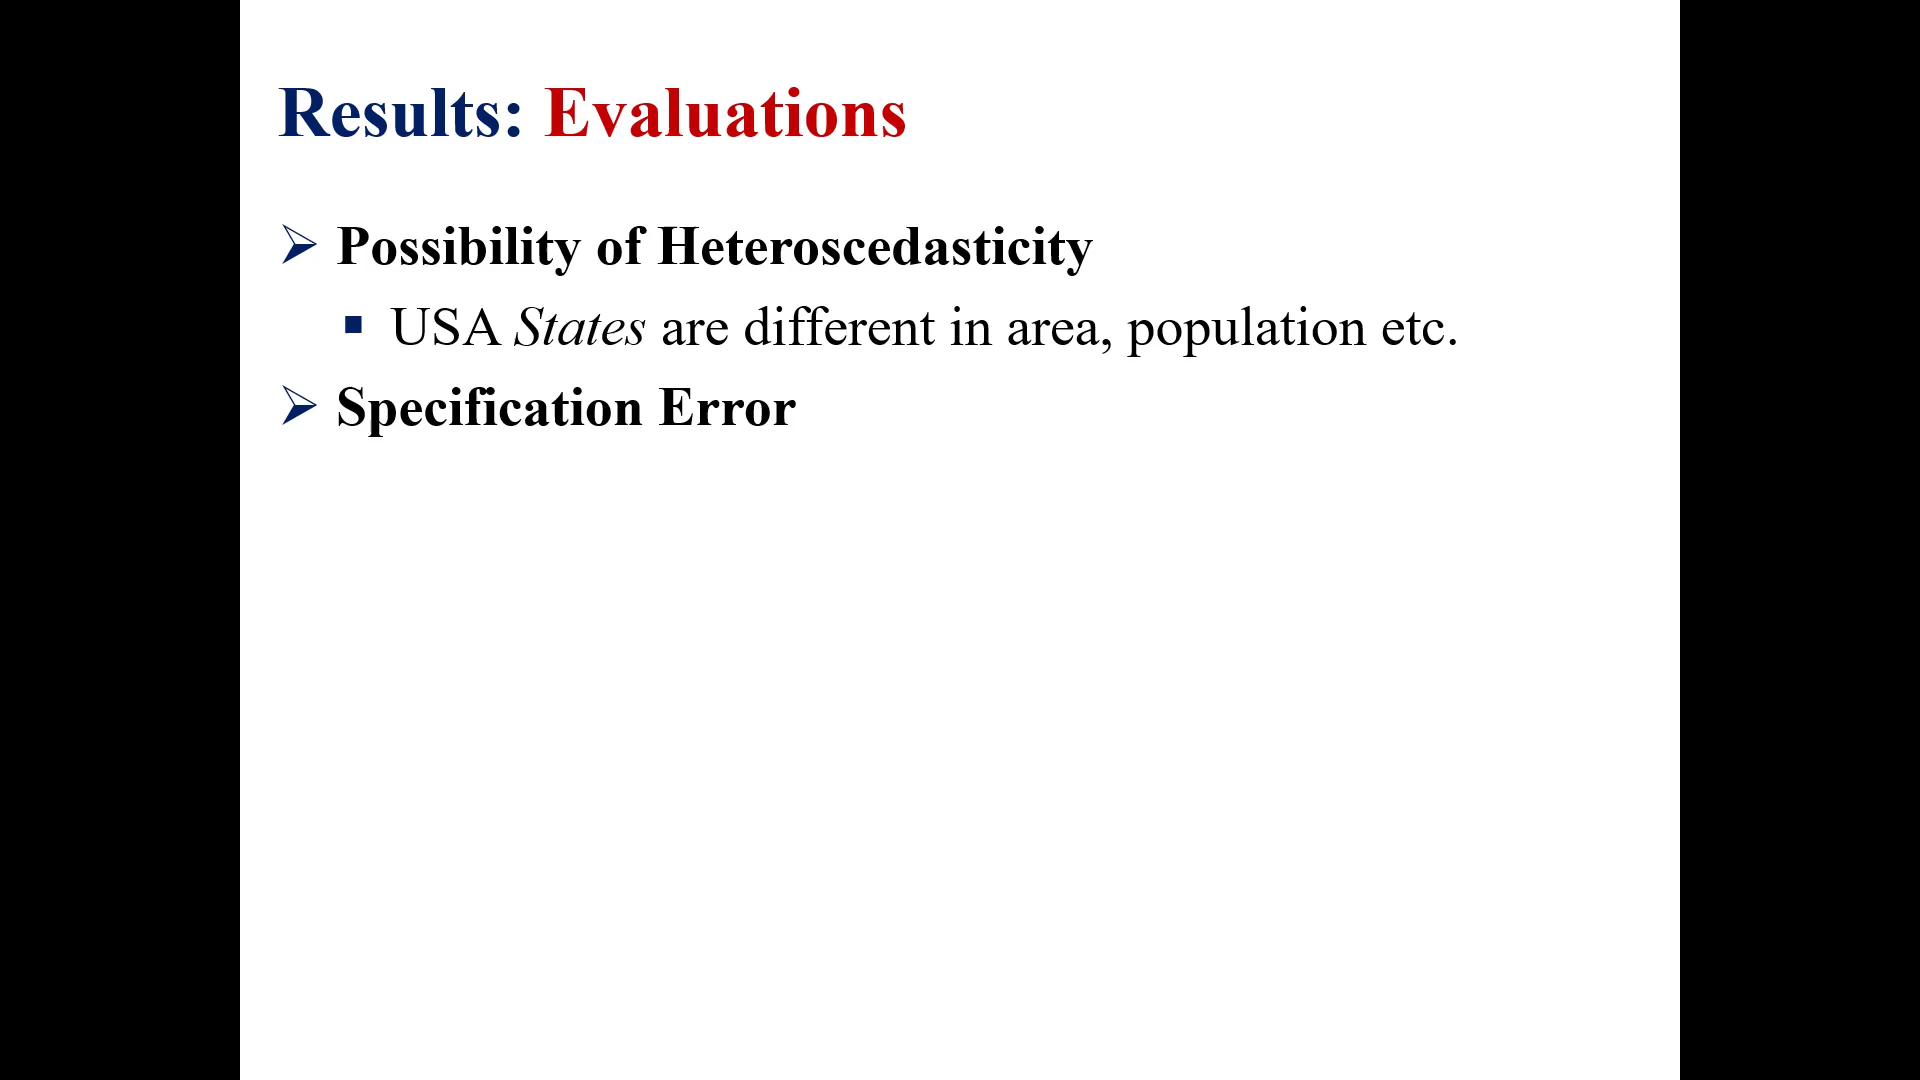 Results: Evaluations
Possibility of Heteroscedasticity
USA States are different in area, population etc.
Specification Error